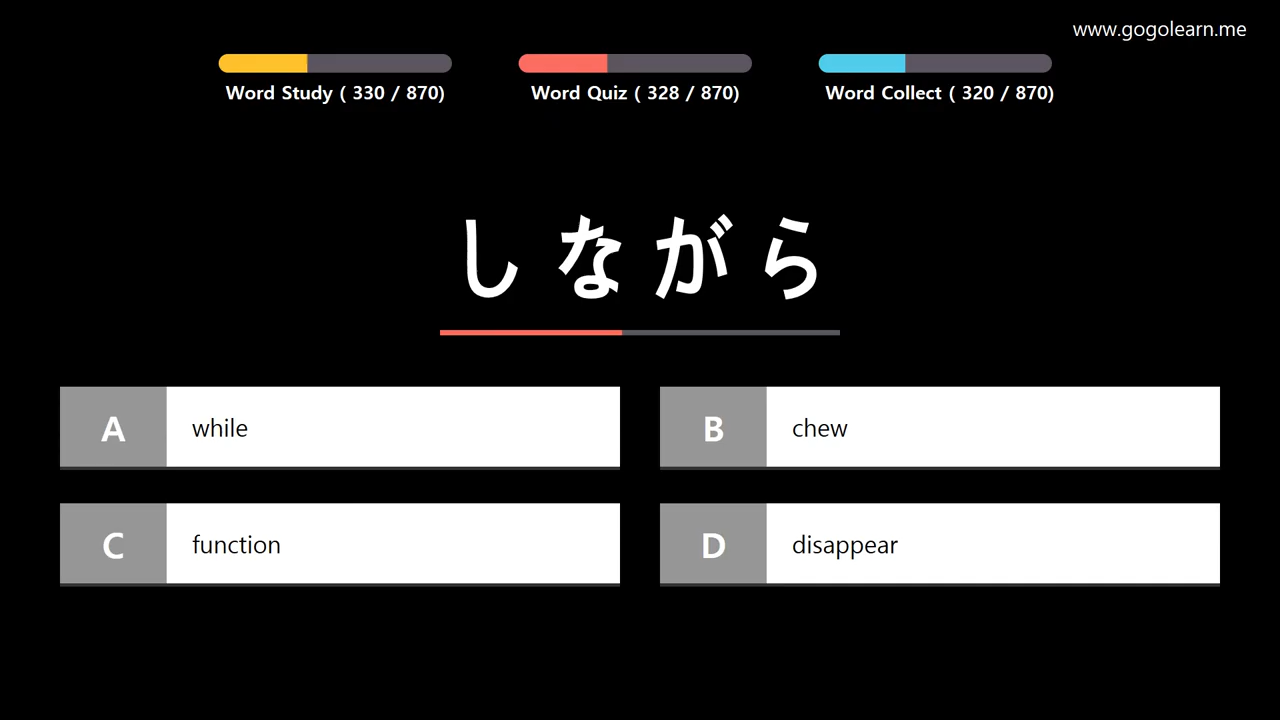 www.gogolearn.me
Word Study ( 330 / 870)
Word Quiz ( 328 / 870)
Word Collect ( 320 / 870)
しながら
A while
B chew
C function
D disappear